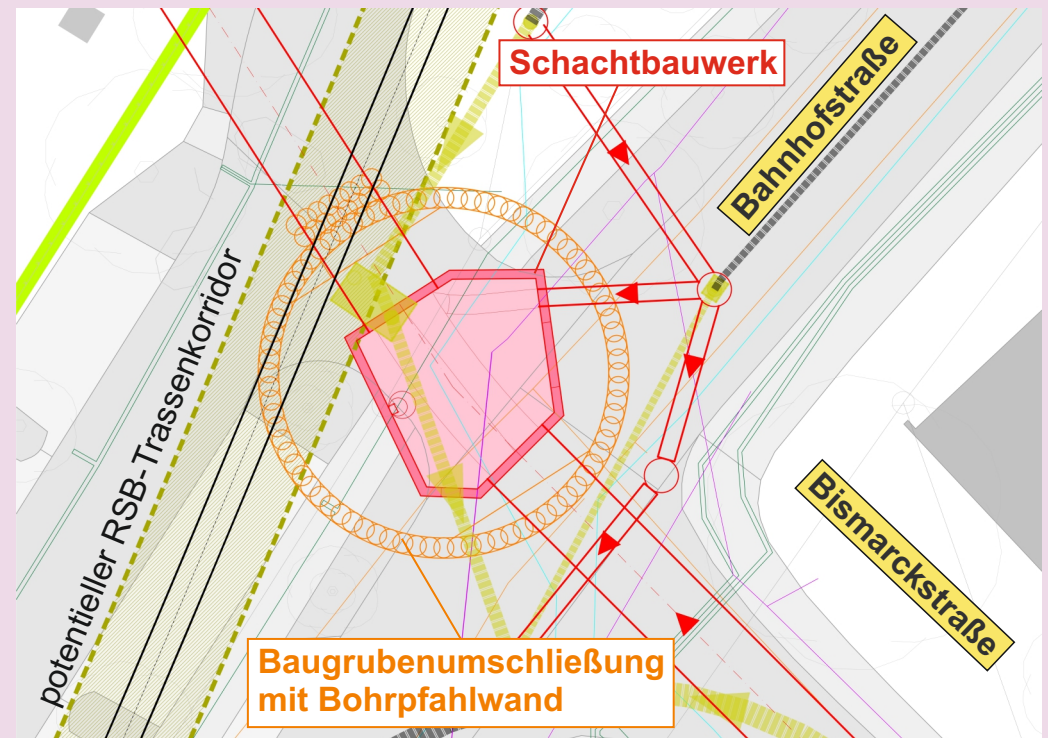 Schachtbauwerk
Bahnhofstraße
potentieller RSB-Trassenkorridor
Bismarckstraße
Baugrubenumschließung
mit Bohrpfahlwand